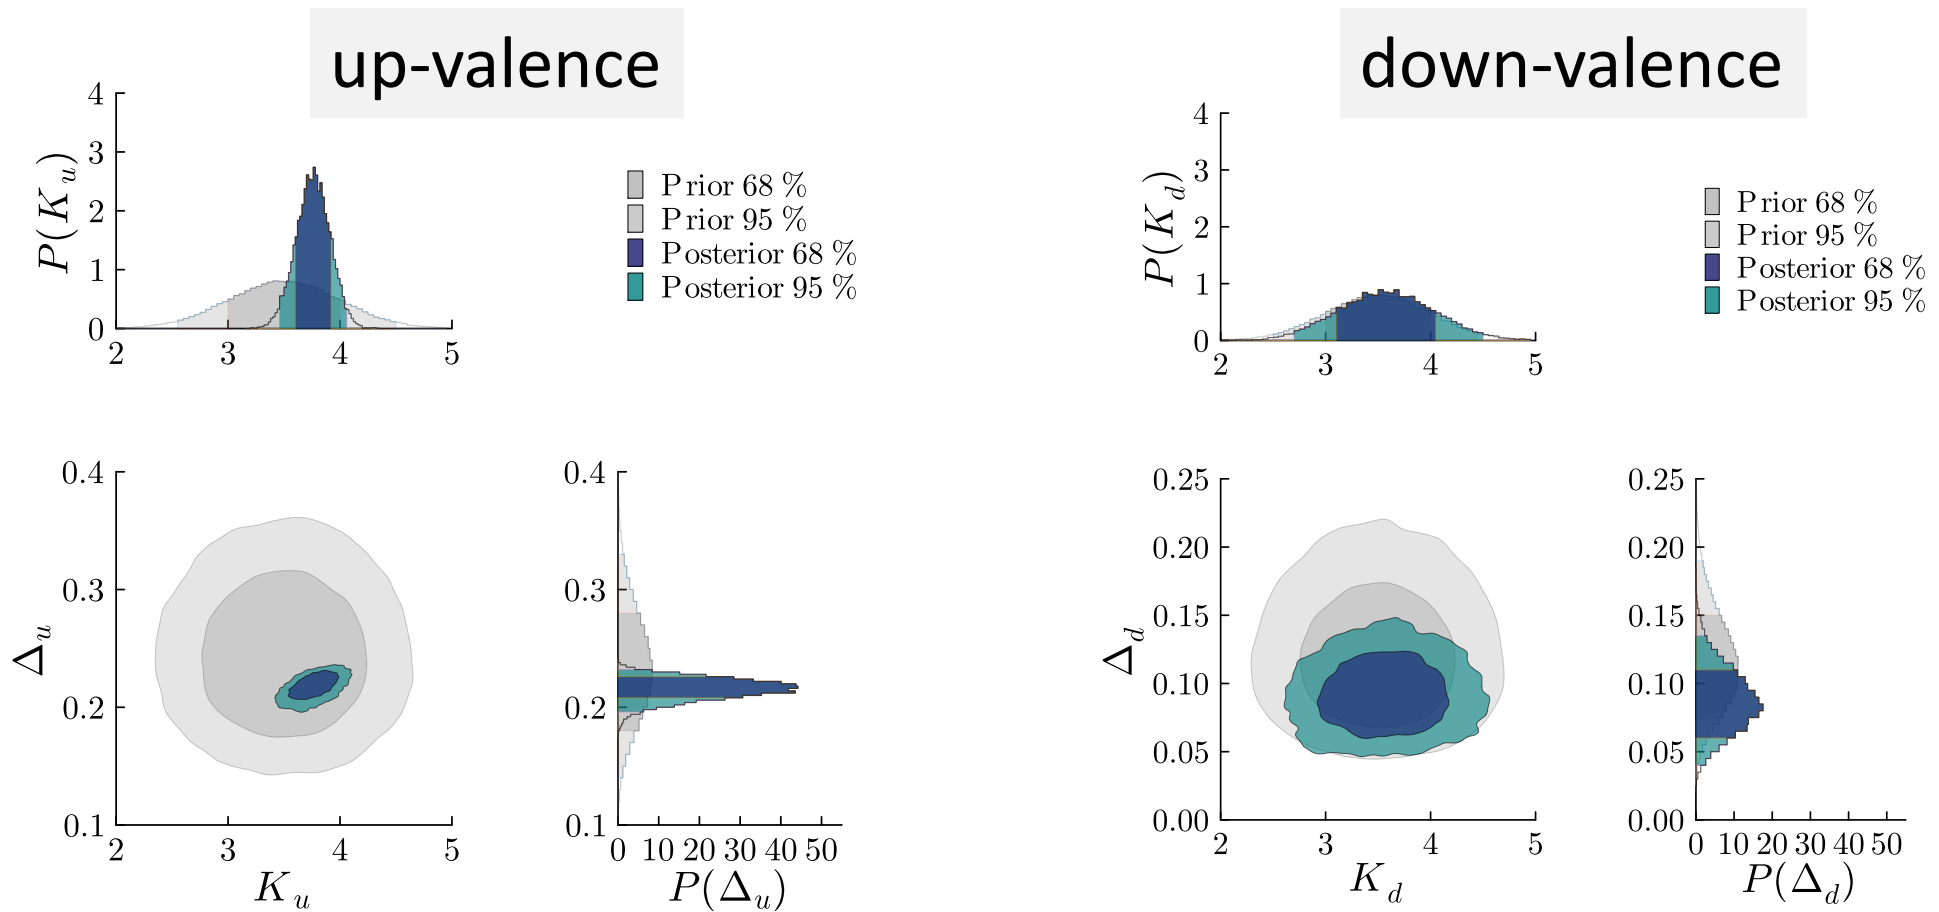 up-valence
4
3
2
1
0
P(K_u)
2 3 4 5
Prior 68 %
Prior 95 %
Posterior 68 %
Posterior 95 %
0.4
0.3
0.2
0.1
Δ_u
2 3 4 5
K_u
0.4
0.3
0.2
0.1
0 10 20 30 40 50
P(Δ_u)
down-valence
4
3
2
1
0
P(K_d)
2 3 4 5
Prior 68 %
Prior 95 %
Posterior 68 %
Posterior 95 %
0.25
0.20
0.15
0.10
0.05
0.00
Δ_d
2 3 4 5
K_d
0.25
0.20
0.15
0.10
0.05
0.00
0 10 20 30 40 50
P(Δ_d)